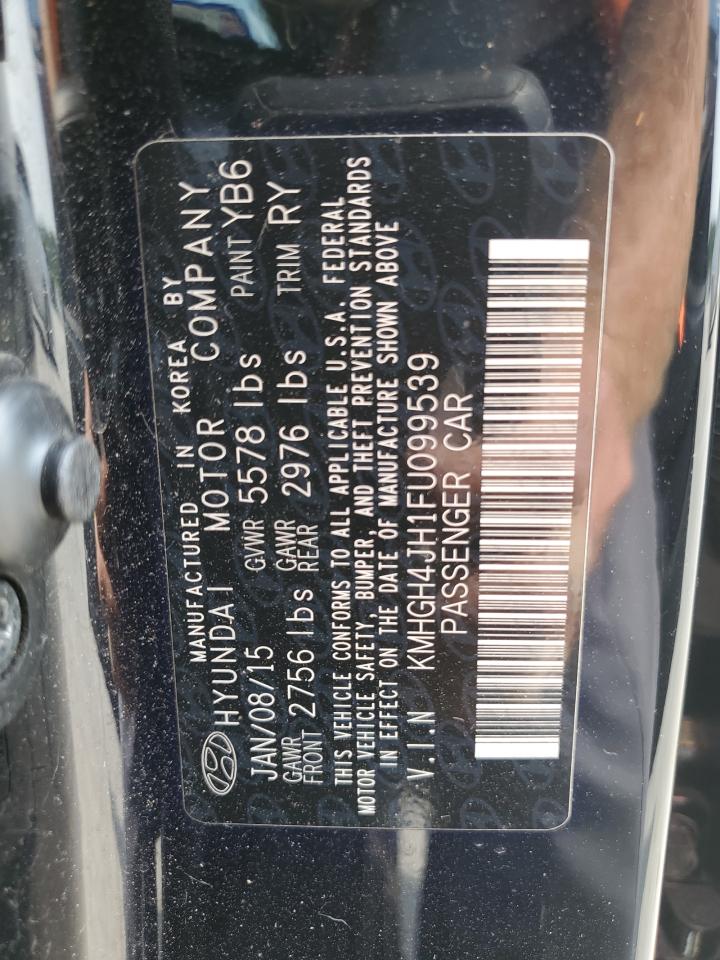 MANUFACTURED IN KOREA BY
HYUNDAI MOTOR COMPANY
JAN/08/15 GVWR 5578 lbs PAINT YB6
GAWR FRONT 2756 lbs GAWR REAR 2976 lbs TRIM RY
THIS VEHICLE CONFORMS TO ALL APPLICABLE U.S.A. FEDERAL
MOTOR VEHICLE SAFETY, BUMPER, AND THEFT PREVENTION STANDARDS
IN EFFECT ON THE DATE OF MANUFACTURE SHOWN ABOVE
V.I.N KMHGH4JH1FU099539
PASSENGER CAR